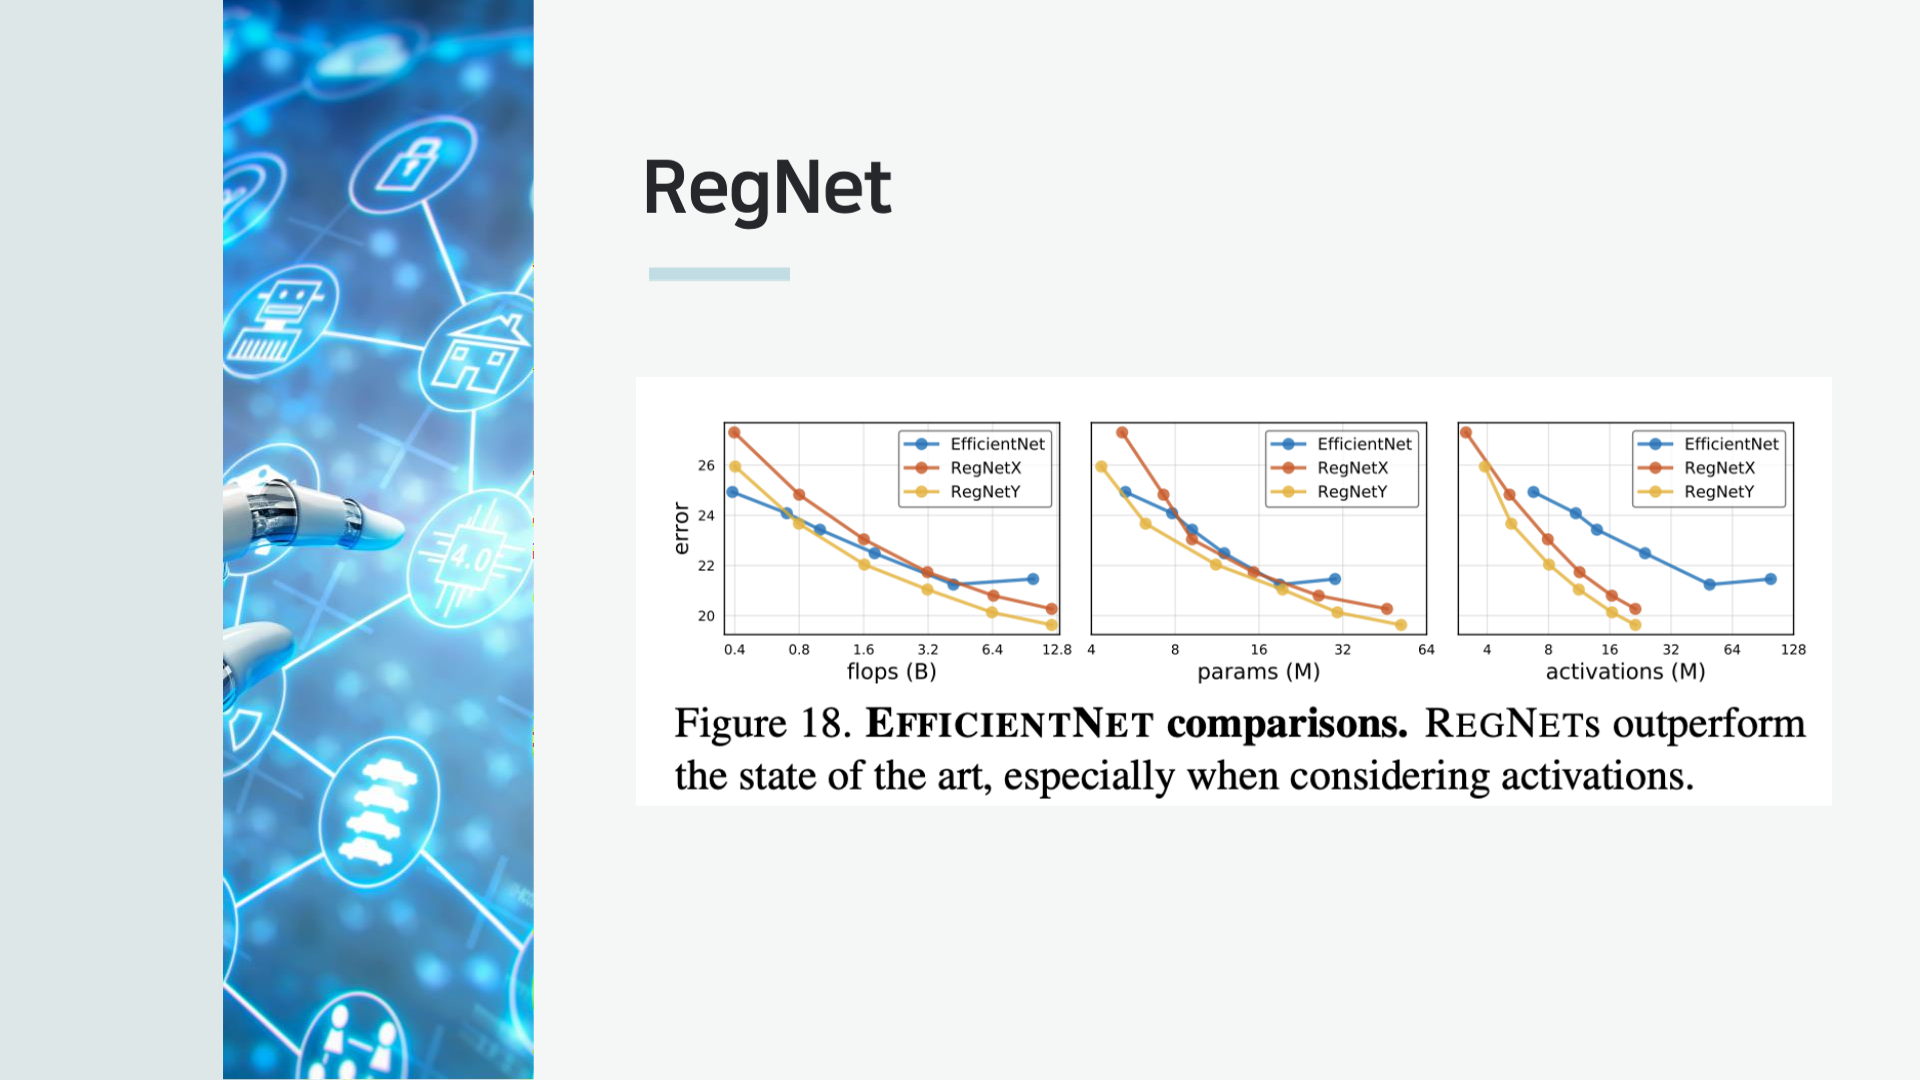 RegNet
4.0
EfficientNet
RegNetX
RegNetY
EfficientNet
RegNetX
RegNetY
EfficientNet
RegNetX
RegNetY
error
26
24
22
20
0.4 0.8 1.6 3.2 6.4 12.8
flops (B)
4 8 16 32 64
params (M)
4 8 16 32 64 128
activations (M)
Figure 18. EFFICIENTNET comparisons. REGNETS outperform
the state of the art, especially when considering activations.